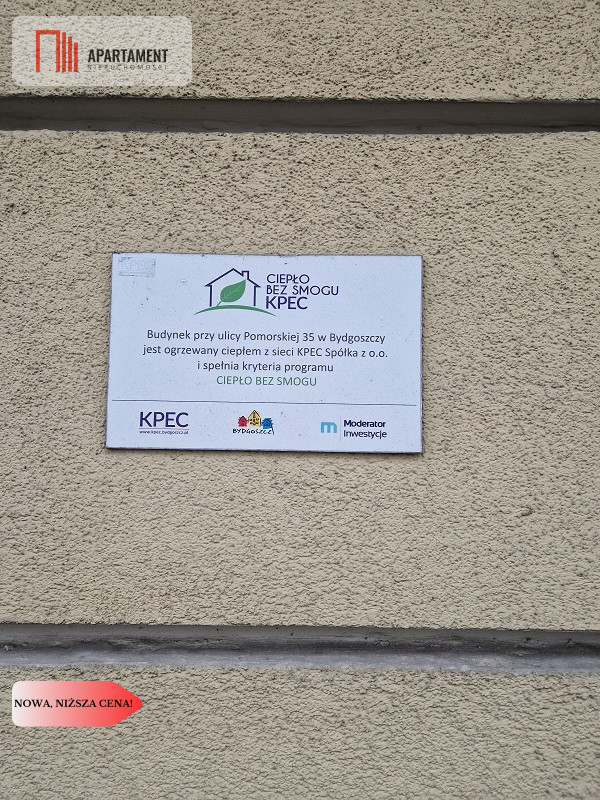 APARTAMENT
NIERUCHOMOŚCI
CIEPŁO
BEZ SMOGU
KPEC
Budynek przy ulicy Pomorskiej 35 w Bydgoszczy
jest ogrzewany ciepłem z sieci KPEC Spółka z o.o.
i spełnia kryteria programu
CIEPŁO BEZ SMOGU
KPEC
www.kpec.bydgoszcz.pl
BYDGOSZCZ
m Moderator
Inwestycje
NOWA, NIŻSZA CENA!